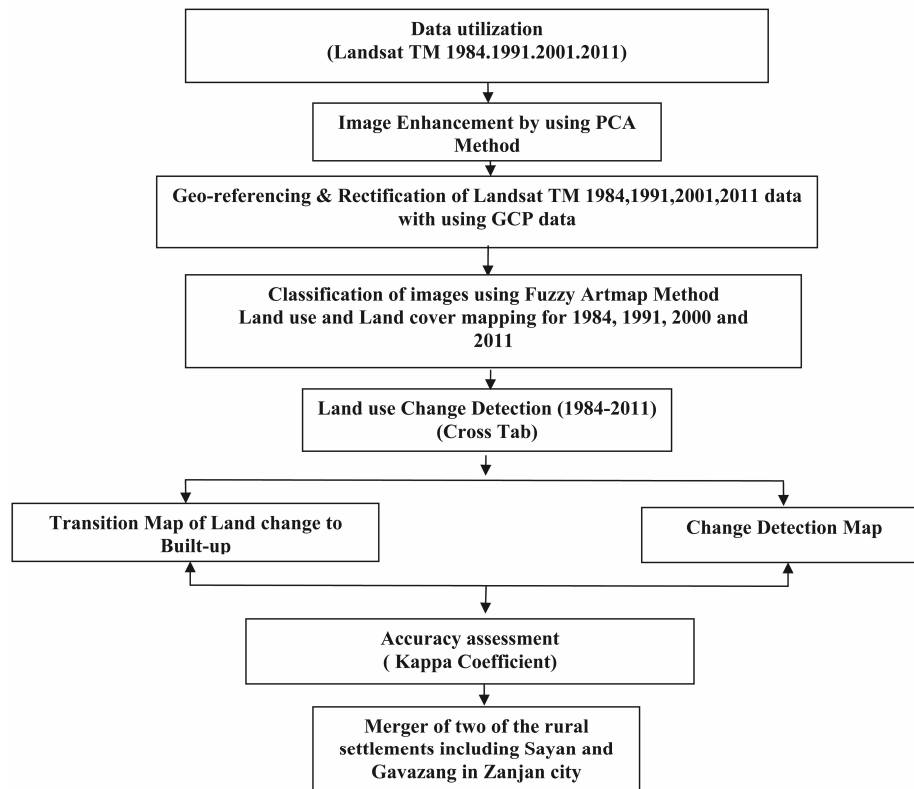 Data utilization
(Landsat TM 1984.1991.2001.2011)
Image Enhancement by using PCA
Method
Geo-referencing & Rectification of Landsat TM 1984,1991,2001,2011 data
with using GCP data
Classification of images using Fuzzy Artmap Method
Land use and Land cover mapping for 1984, 1991, 2000 and
2011
Land use Change Detection (1984-2011)
(Cross Tab)
Transition Map of Land change to
Built-up
Change Detection Map
Accuracy assessment
( Kappa Coefficient)
Merger of two of the rural
settlements including Sayan and
Gavazang in Zanjan city